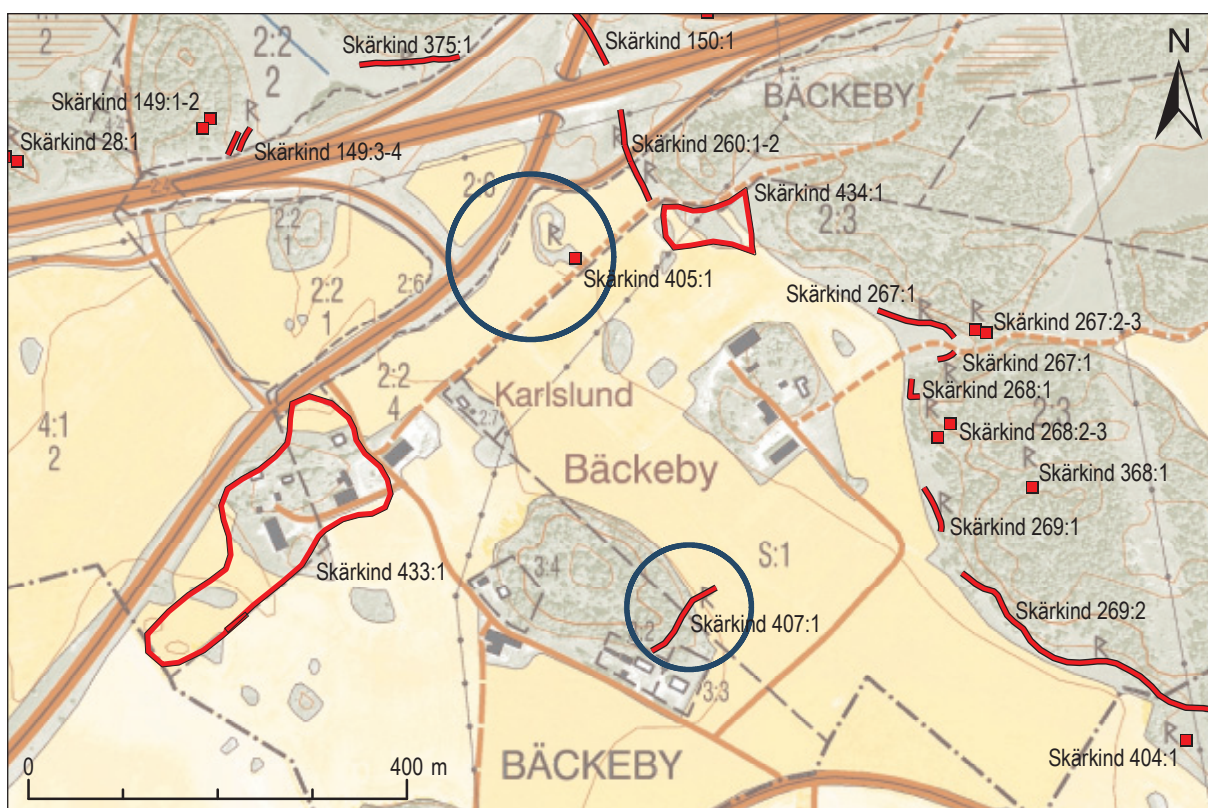 2
2:2
2
Skärkind 375:1
Skärkind 150:1
N
BÄCKEBY
Skärkind 149:1-2
R
Skärkind 28:1
Skärkind 149:3-4
Skärkind 260:1-2
R
R
2:6
Skärkind 434:1
2:3
R
2:2
1
Skärkind 405:1
2:6
2:2
1
Skärkind 267:1
R
R
Skärkind 267:2-3
Skärkind 267:1
2:2
4
Karlslund
2:7
Skärkind 268:1
R
2:3
4:1
2
Skärkind 268:2-3
Bäckeby
R
Skärkind 368:1
R
Skärkind 269:1
S:1
3:4
Skärkind 433:1
R
Skärkind 407:1
Skärkind 269:2
R
3:3
R
Skärkind 404:1
BÄCKEBY
0
400 m